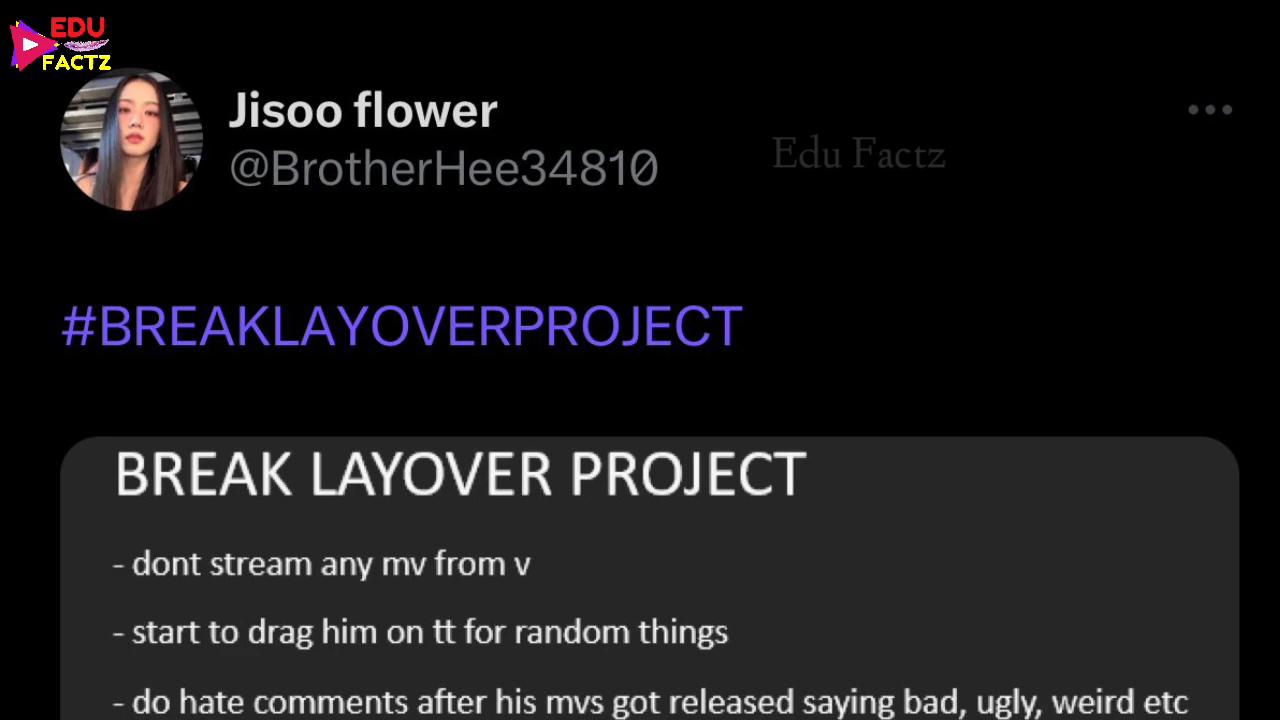 EDU
FACTZ
Jisoo flower
@BrotherHee34810
Edu Factz
#BREAKLAYOVERPROJECT
BREAK LAYOVER PROJECT
- dont stream any mv from v
- start to drag him on tt for random things
- do hate comments after his mvs got released saying bad, ugly, weird etc